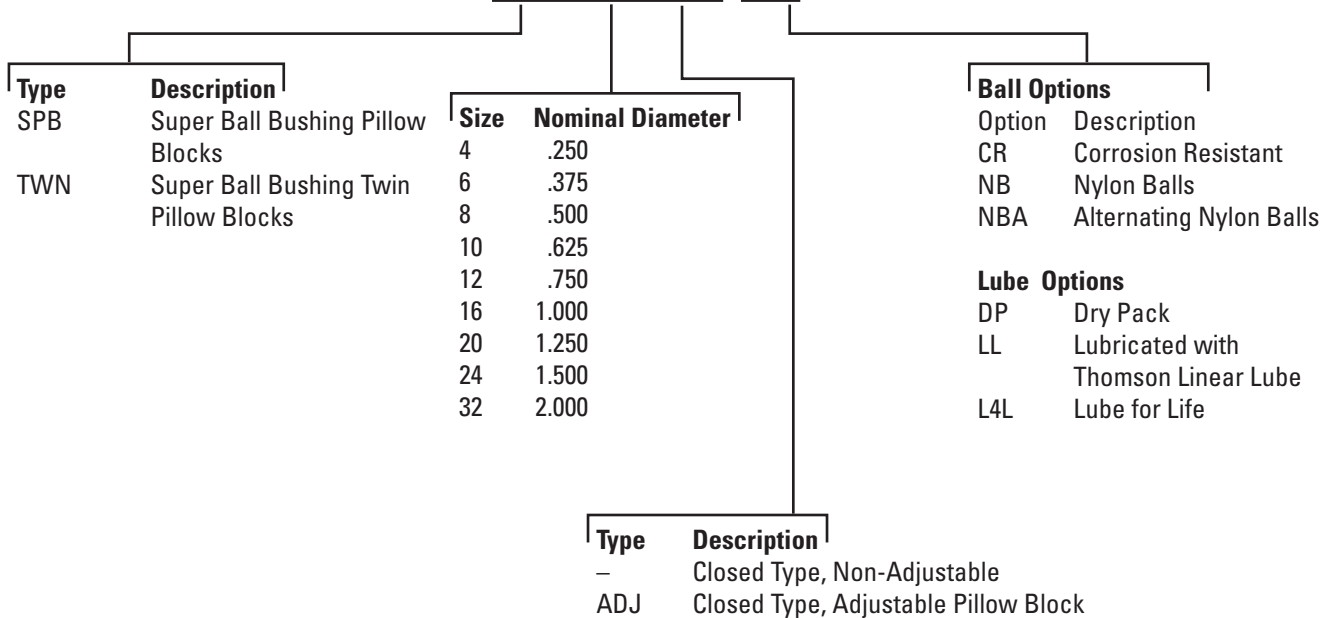 Type Description
SPB Super Ball Bushing Pillow
Blocks
TWN Super Ball Bushing Twin
Pillow Blocks
Size Nominal Diameter
4 .250
6 .375
8 .500
10 .625
12 .750
16 1.000
20 1.250
24 1.500
32 2.000
Ball Options
Option Description
CR Corrosion Resistant
NB Nylon Balls
NBA Alternating Nylon Balls
Lube Options
DP Dry Pack
LL Lubricated with
Thomson Linear Lube
L4L Lube for Life
Type Description
– Closed Type, Non-Adjustable
ADJ Closed Type, Adjustable Pillow Block